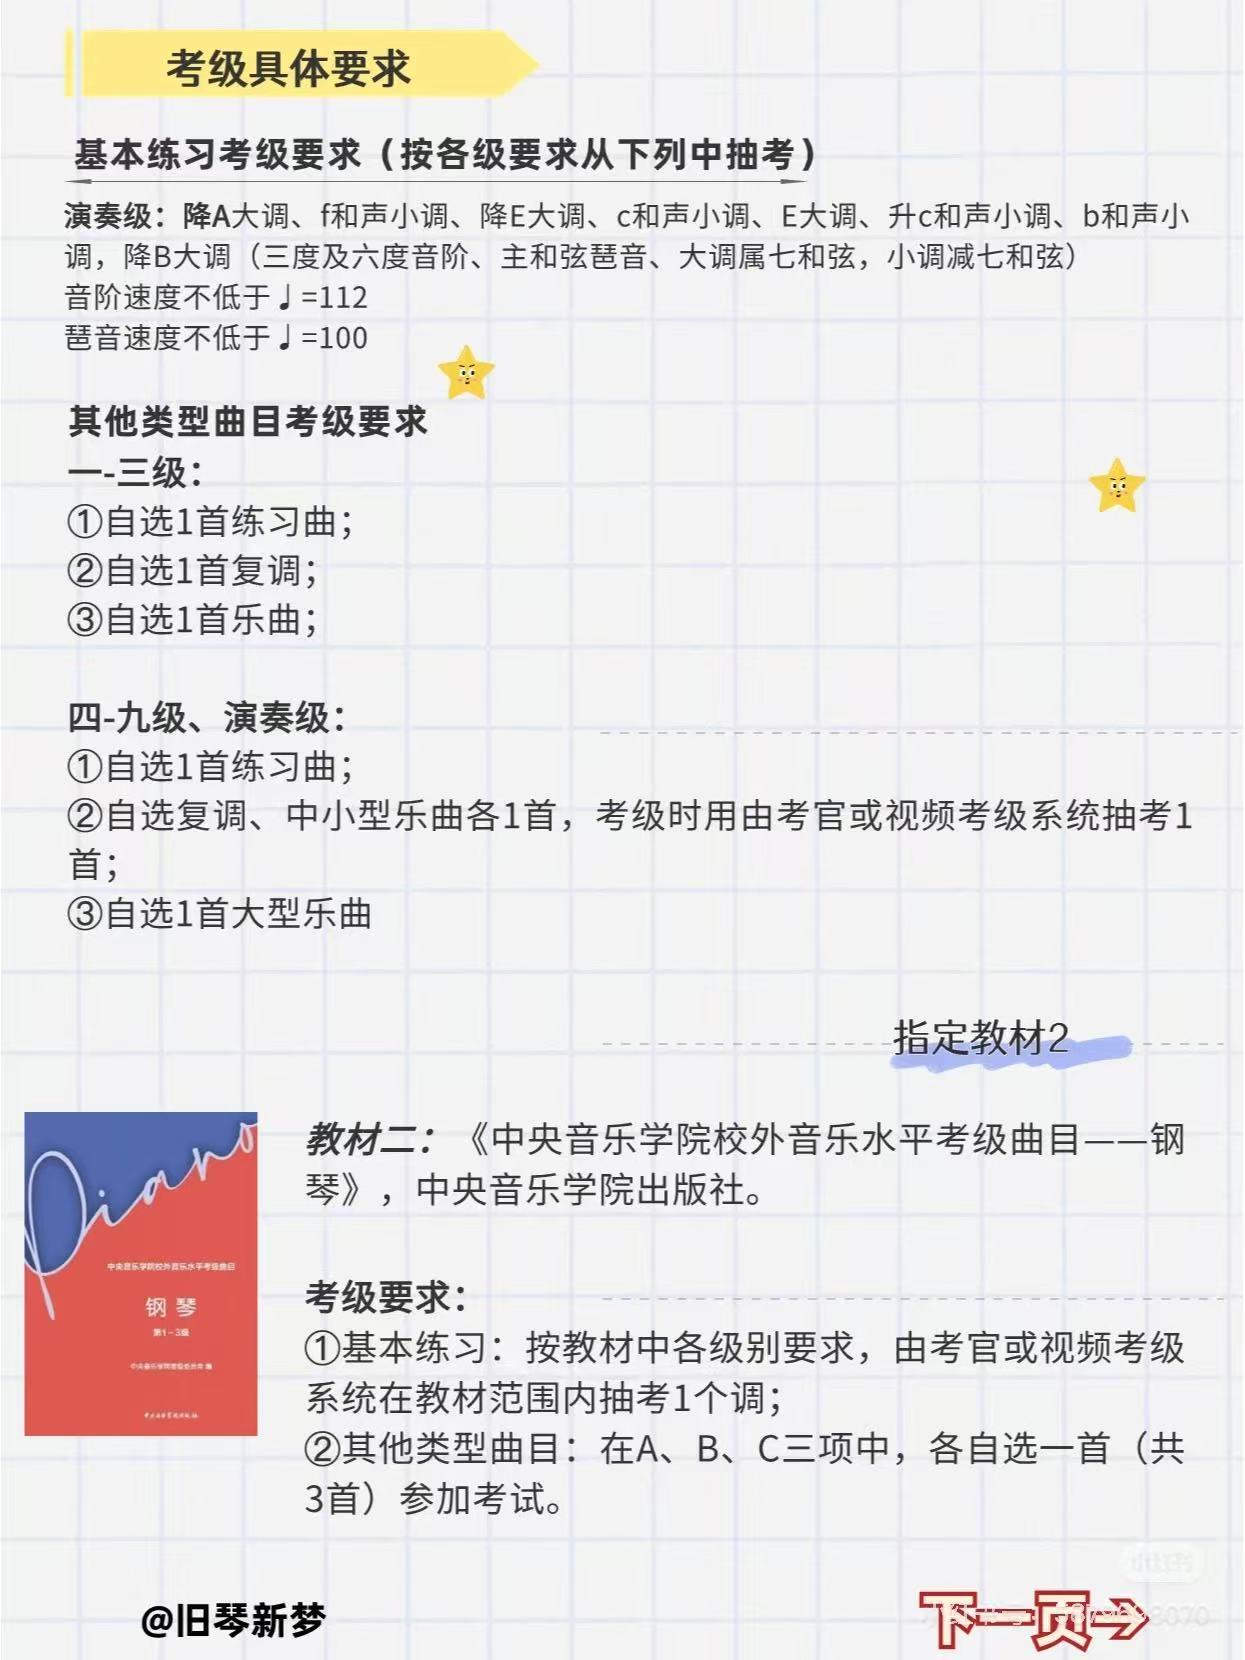 考级具体要求
基本练习考级要求（按各级要求从下列中抽考）
演奏级：降A大调、f和声小调、降E大调、c和声小调、E大调、升c和声小调、b和声小
调，降B大调（三度及六度音阶、主和弦琶音、大调属七和弦，小调减七和弦）
音阶速度不低于♩=112
琶音速度不低于♩=100
其他类型曲目考级要求
一-三级：
①自选1首练习曲；
②自选1首复调；
③自选1首乐曲；
四-九级、演奏级：
①自选1首练习曲；
②自选复调、中小型乐曲各1首，考级时用由考官或视频考级系统抽考1
首；
③自选1首大型乐曲
指定教材2
教材二：《中央音乐学院校外音乐水平考级曲目——钢
琴》，中央音乐学院出版社。
Piano
中央音乐学院校外音乐水平考级曲目
钢琴
第1-3级
中央音乐学院考级委员会 编
中央音乐学院出版社
考级要求：
①基本练习：按教材中各级别要求，由考官或视频考级
系统在教材范围内抽考1个调；
②其他类型曲目：在A、B、C三项中，各自选一首（共
3首）参加考试。
小红书
@旧琴新梦
下一页→